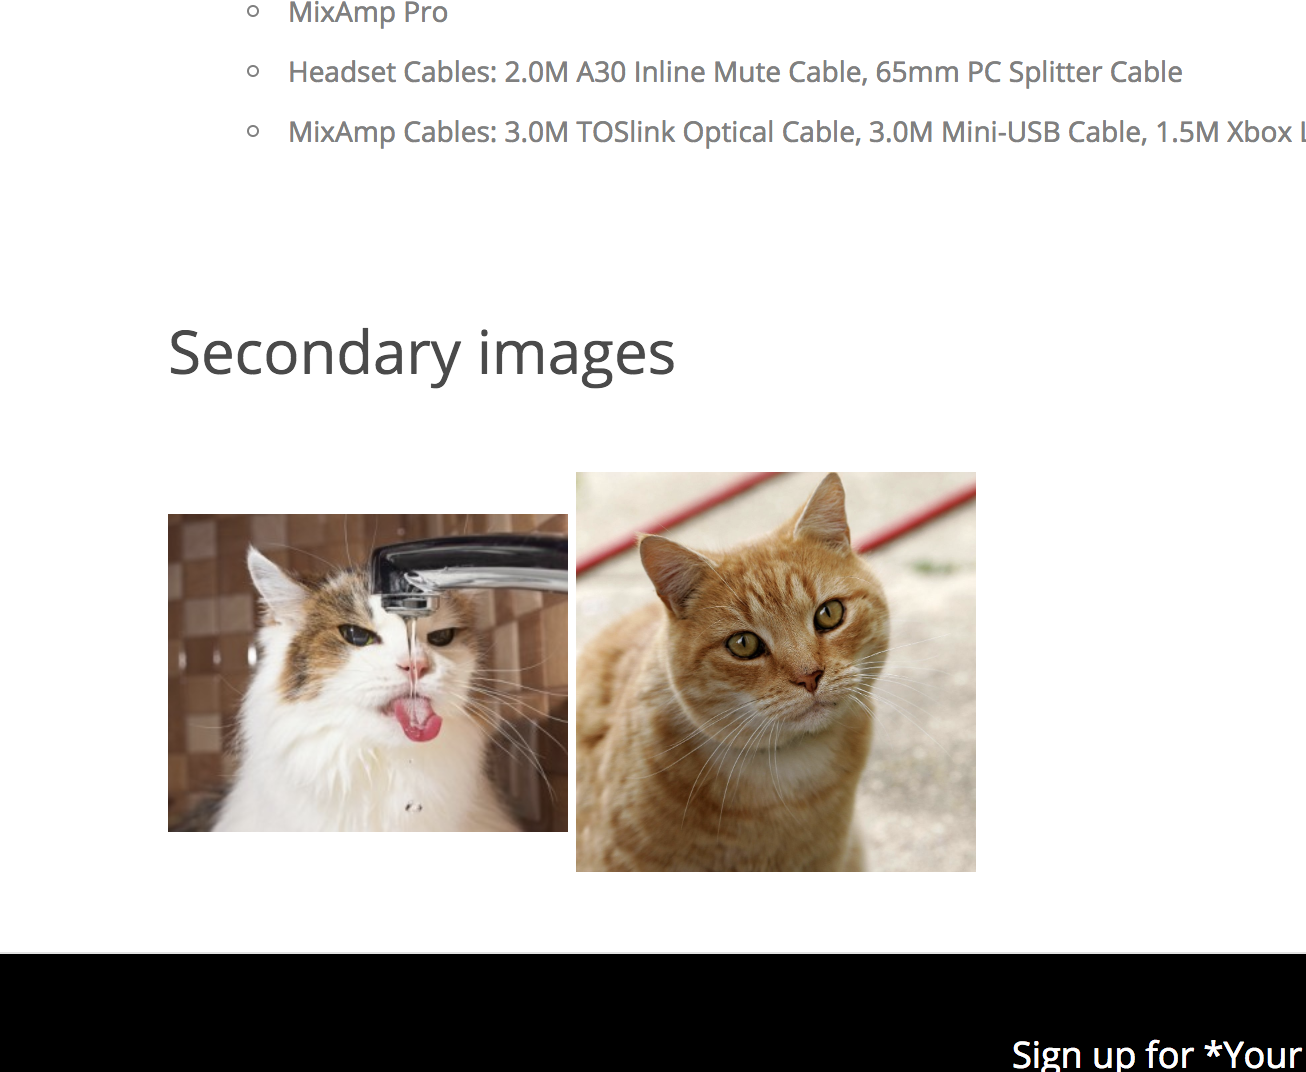 MixAmp Pro
Headset Cables: 2.0M A30 Inline Mute Cable, 65mm PC Splitter Cable
MixAmp Cables: 3.0M TOSlink Optical Cable, 3.0M Mini-USB Cable, 1.5M Xbox L
Secondary images
Sign up for *Your